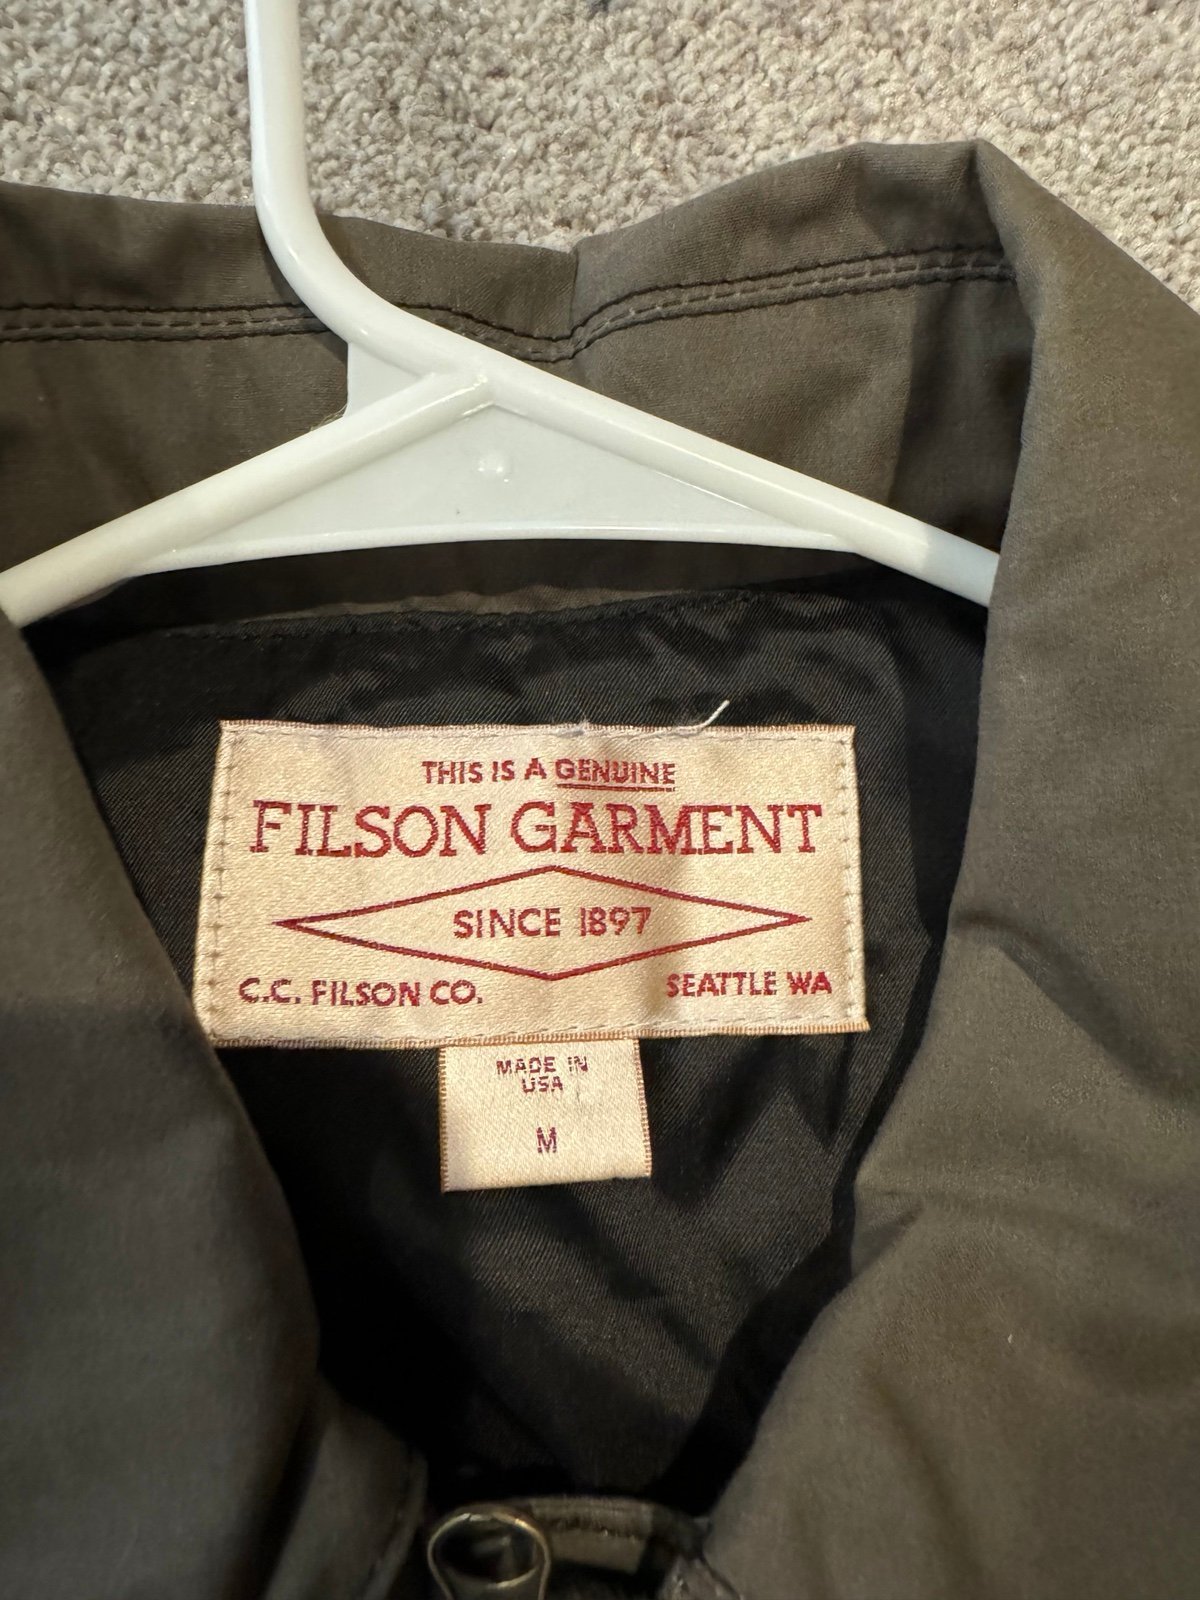 THIS IS A GENUINE
FILSON GARMENT
SINCE 1897
C.C. FILSON CO. SEATTLE WA
MADE IN
USA
M